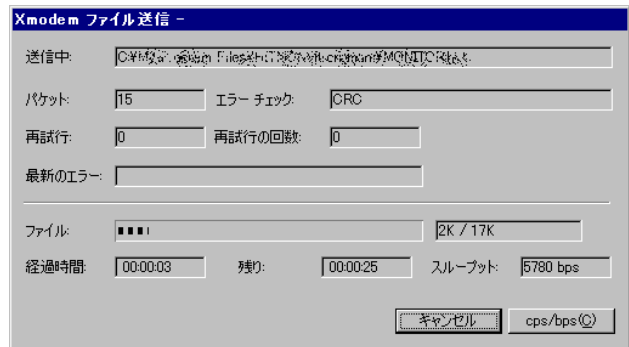 Xmodem ファイル送信 -
送信中: C:¥
パケット: 15 エラー チェック: CRC
再試行: 0 再試行の回数: 0
最新のエラー:
ファイル: 2K / 17K
経過時間: 00:00:03 残り: 00:00:25 スループット: 5780 bps
キャンセル cps/bps(C)